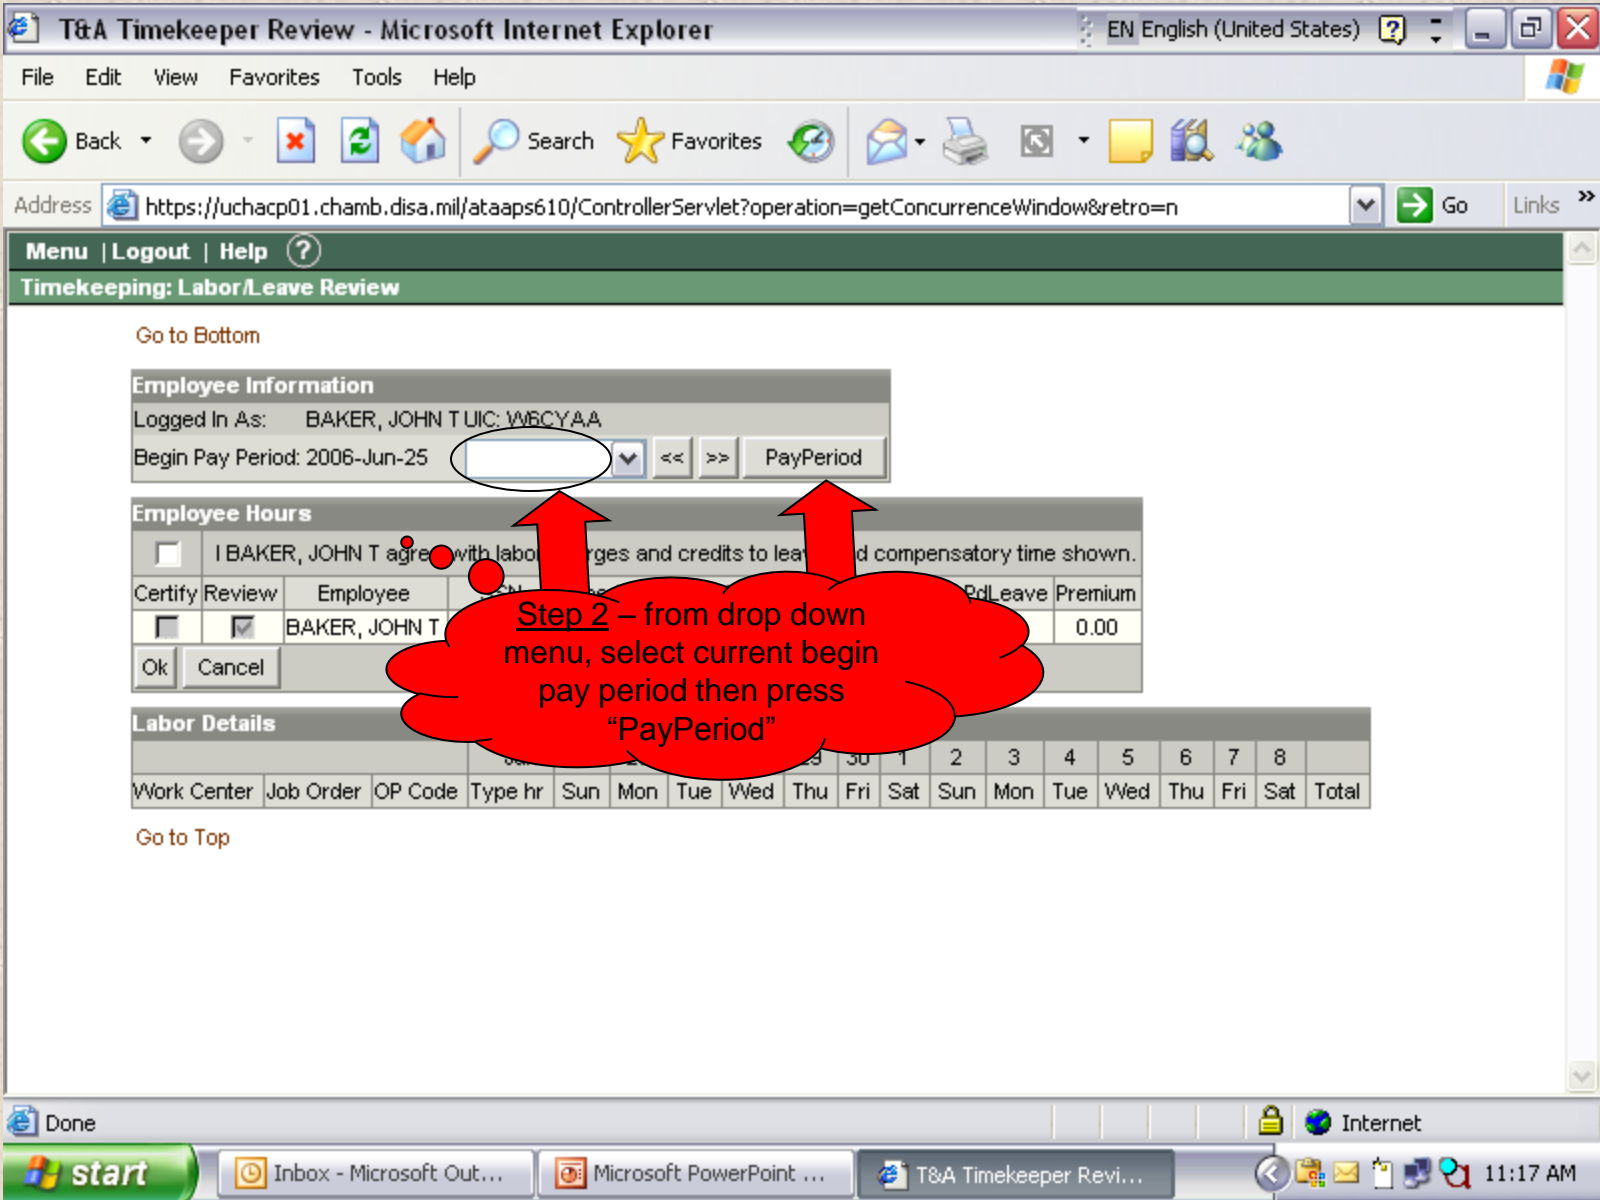 T&A Timekeeper Review - Microsoft Internet Explorer
EN English (United States)
File Edit View Favorites Tools Help
Back Search Favorites
Address https://uchacp01.chamb.disa.mil/ataaps610/ControllerServlet?operation=getConcurrenceWindow&retro=n Go Links »
Menu | Logout | Help ?
Timekeeping: Labor/Leave Review
Go to Bottom
Employee Information
Logged In As: BAKER, JOHN T UIC: W6CYAA
Begin Pay Period: 2006-Jun-25 << >> PayPeriod
Employee Hours
I BAKER, JOHN T agree with labor and credits to compensatory time shown.
Certify Review Employee PdLeave Premium
BAKER, JOHN T 0.00
Ok Cancel
Step 2 – from drop down
menu, select current begin
pay period then press
“PayPeriod”
Labor Details
30 1 2 3 4 5 6 7 8
Work Center Job Order OP Code Type hr Sun Mon Tue Wed Thu Fri Sat Sun Mon Tue Wed Thu Fri Sat Total
Go to Top
Done Internet
start Inbox - Microsoft Out... Microsoft PowerPoint ... T&A Timekeeper Revi... 11:17 AM